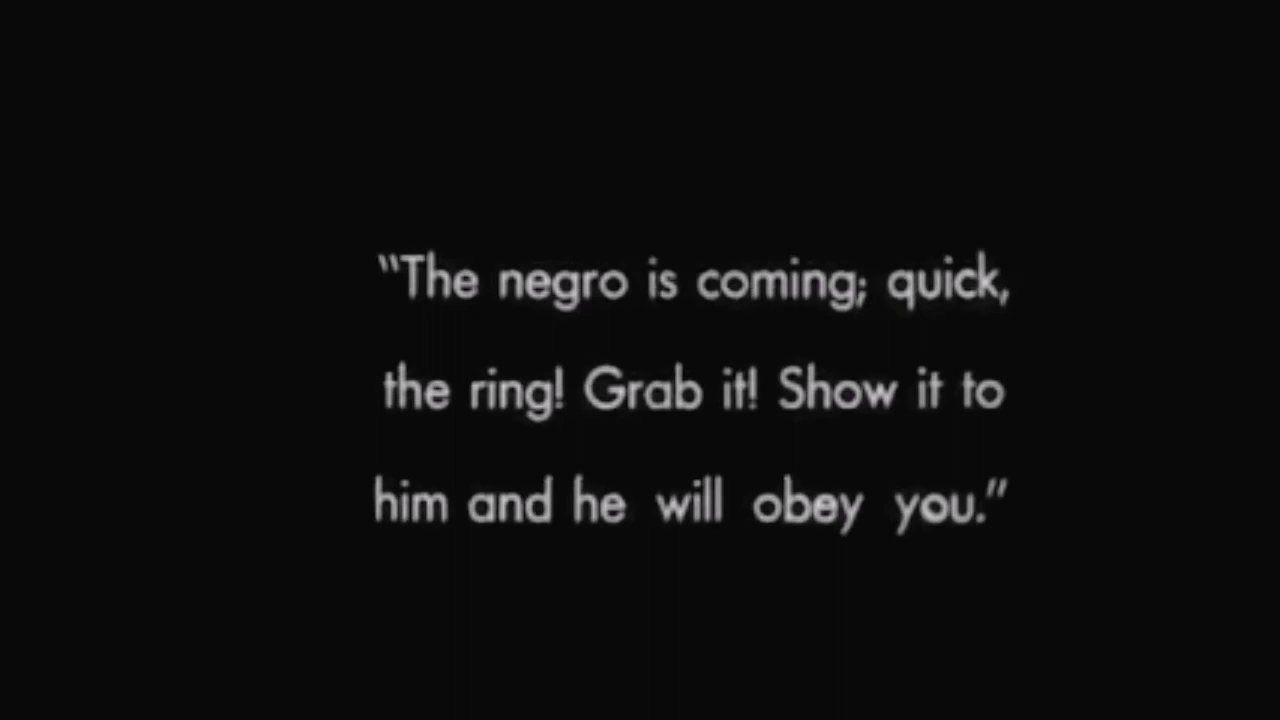 “The negro is coming; quick,
the ring! Grab it! Show it to
him and he will obey you.”